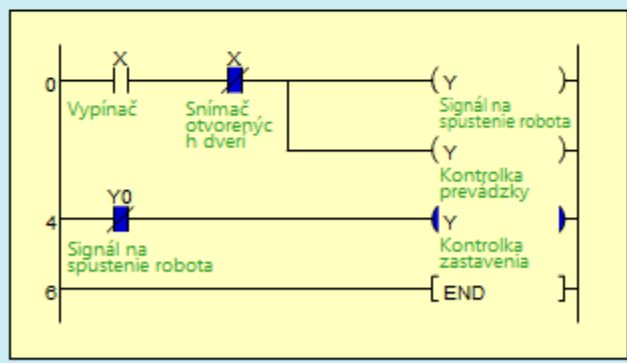 X X
0 Y
Vypínač Snímač otvorenýc h dverí Signál na spustenie robota
Y
Kontrolka prevádzky
Y0
4 Y
Signál na spustenie robota Kontrolka zastavenia
6 END